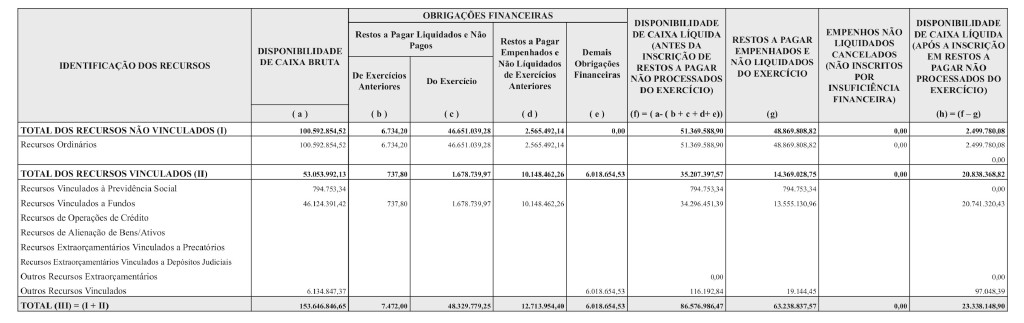 IDENTIFICAÇÃO DOS RECURSOS
DISPONIBILIDADE DE CAIXA BRUTA
( a )
OBRIGAÇÕES FINANCEIRAS
Restos a Pagar Liquidados e Não Pagos
De Exercícios Anteriores
( b )
Do Exercício
( c )
Restos a Pagar Empenhados e Não Liquidados de Exercícios Anteriores
( d )
Demais Obrigações Financeiras
( e )
DISPONIBILIDADE DE CAIXA LÍQUIDA (ANTES DA INSCRIÇÃO DE RESTOS A PAGAR NÃO PROCESSADOS DO EXERCÍCIO)
(f) = ( a- ( b + c + d+ e))
RESTOS A PAGAR EMPENHADOS E NÃO LIQUIDADOS DO EXERCÍCIO
(g)
EMPENHOS NÃO LIQUIDADOS CANCELADOS (NÃO INSCRITOS POR INSUFICIÊNCIA FINANCEIRA)
DISPONIBILIDADE DE CAIXA LÍQUIDA (APÓS A INSCRIÇÃO EM RESTOS A PAGAR NÃO PROCESSADOS DO EXERCÍCIO)
(h) = (f – g)
TOTAL DOS RECURSOS NÃO VINCULADOS (I) 100.592.854,52 6.734,20 46.651.039,28 2.565.492,14 0,00 51.369.588,90 48.869.808,82 0,00 2.499.780,08
Recursos Ordinários 100.592.854,52 6.734,20 46.651.039,28 2.565.492,14 51.369.588,90 48.869.808,82 0,00 2.499.780,08
0,00
TOTAL DOS RECURSOS VINCULADOS (II) 53.053.992,13 737,80 1.678.739,97 10.148.462,26 6.018.654,53 35.207.397,57 14.369.028,75 0,00 20.838.368,82
Recursos Vinculados à Previdência Social 794.753,34 794.753,34 794.753,34 0,00
Recursos Vinculados a Fundos 46.124.391,42 737,80 1.678.739,97 10.148.462,26 34.296.451,39 13.555.130,96 20.741.320,43
Recursos de Operações de Crédito
Recursos de Alienação de Bens/Ativos
Recursos Extraorçamentários Vinculados a Precatórios
Recursos Extraorçamentários Vinculados a Depósitos Judiciais
Outros Recursos Extraorçamentários 0,00 0,00
Outros Recursos Vinculados 6.134.847,37 6.018.654,53 116.192,84 19.144,45 97.048,39
TOTAL (III) = (I + II) 153.646.846,65 7.472,00 48.329.779,25 12.713.954,40 6.018.654,53 86.576.986,47 63.238.837,57 0,00 23.338.148,90